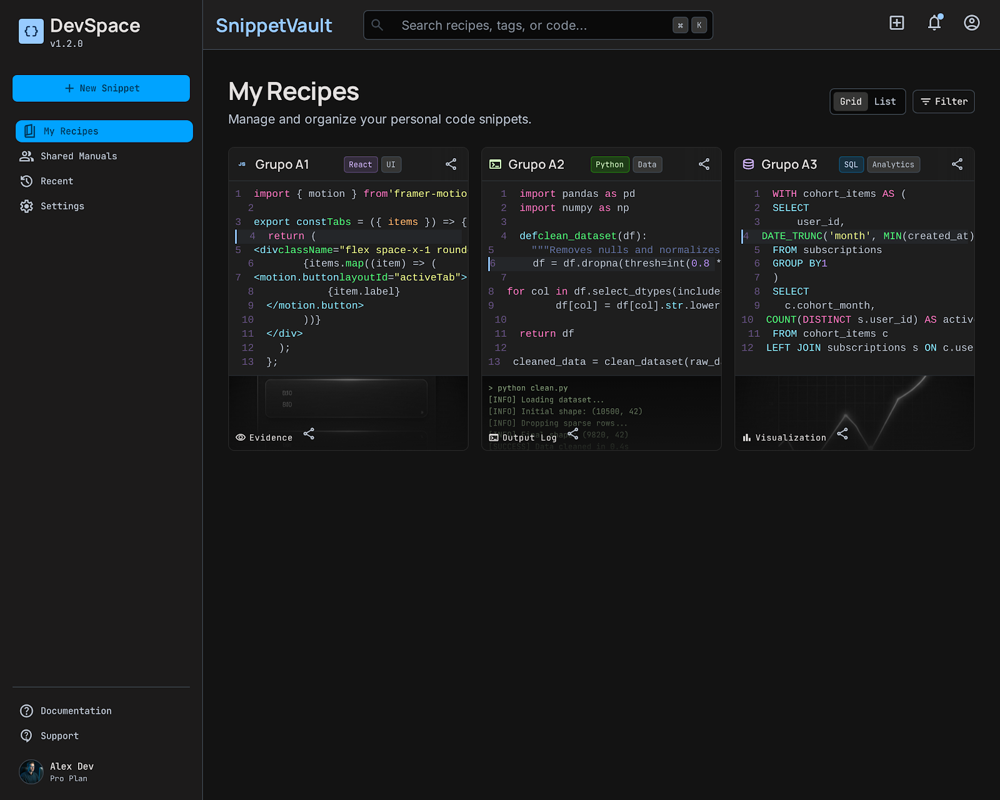 DevSpace
v1.2.0
New Snippet
My Recipes
Shared Manuals
Recent
Settings
Documentation
Support
Alex Dev
Pro Plan
SnippetVault
Search recipes, tags, or code...
⌘ K
My Recipes
Manage and organize your personal code snippets.
Grid List
Filter
JS Grupo A1 React UI
1 import { motion } from'framer-motio
2
3 export constTabs = ({ items }) => {
4 return (
5 <divclassName="flex space-x-1 round
6 {items.map((item) => (
7 <motion.buttonlayoutId="activeTab">
8 {item.label}
9 </motion.button>
10 ))}
11 </div>
12 );
13 };
Evidence
Grupo A2 Python Data
1 import pandas as pd
2 import numpy as np
3
4 defclean_dataset(df):
5 """Removes nulls and normalizes
6 df = df.dropna(thresh=int(0.8 *
7
8 for col in df.select_dtypes(include
9 df[col] = df[col].str.lower
10
11 return df
12
13 cleaned_data = clean_dataset(raw_d
> python clean.py
[INFO] Loading dataset...
[INFO] Initial shape: (10500, 42)
[INFO] Dropping sparse rows...
[INFO] Final shape: (9820, 42)
[SUCCESS] Data cleaned in 0.4s
Output Log
Grupo A3 SQL Analytics
1 WITH cohort_items AS (
2 SELECT
3 user_id,
4 DATE_TRUNC('month', MIN(created_at)
5 FROM subscriptions
6 GROUP BY1
7 )
8 SELECT
9 c.cohort_month,
10 COUNT(DISTINCT s.user_id) AS activ
11 FROM cohort_items c
12 LEFT JOIN subscriptions s ON c.use
Visualization